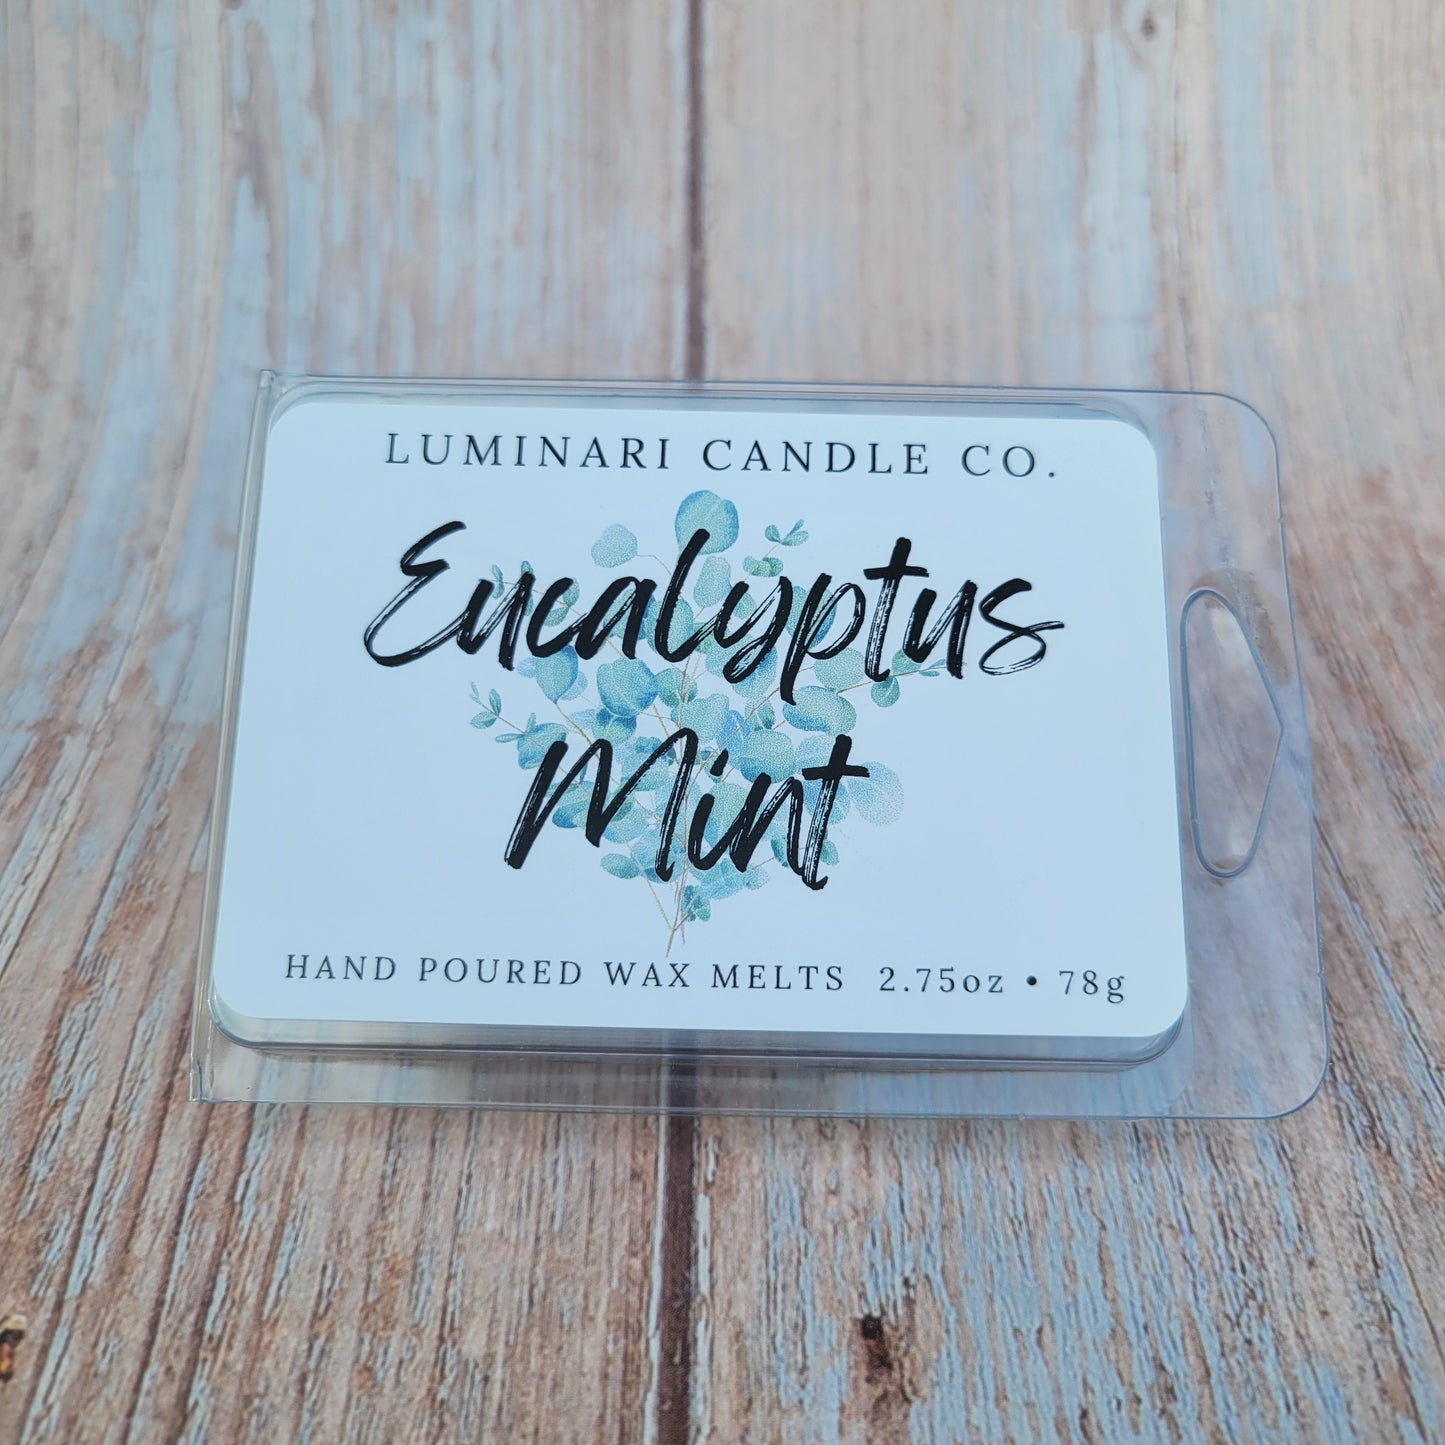 LUMINARI CANDLE CO.
Eucalyptus
Mint
HAND POURED WAX MELTS 2.75oz • 78g